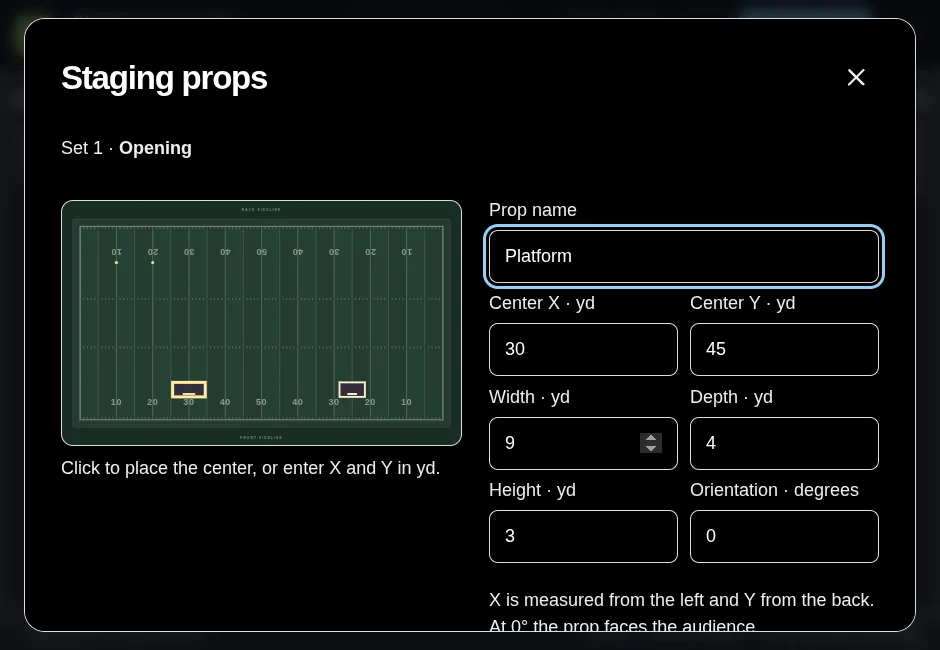 Staging props
Set 1 · Opening
BACK SIDELINE
10 20 30 40 50 40 30 20 10
10 20 30 40 50 40 30 20 10
FRONT SIDELINE
Click to place the center, or enter X and Y in yd.
Prop name
Platform
Center X · yd
Center Y · yd
30
45
Width · yd
Depth · yd
9
4
Height · yd
Orientation · degrees
3
0
X is measured from the left and Y from the back.
At 0° the prop faces the audience